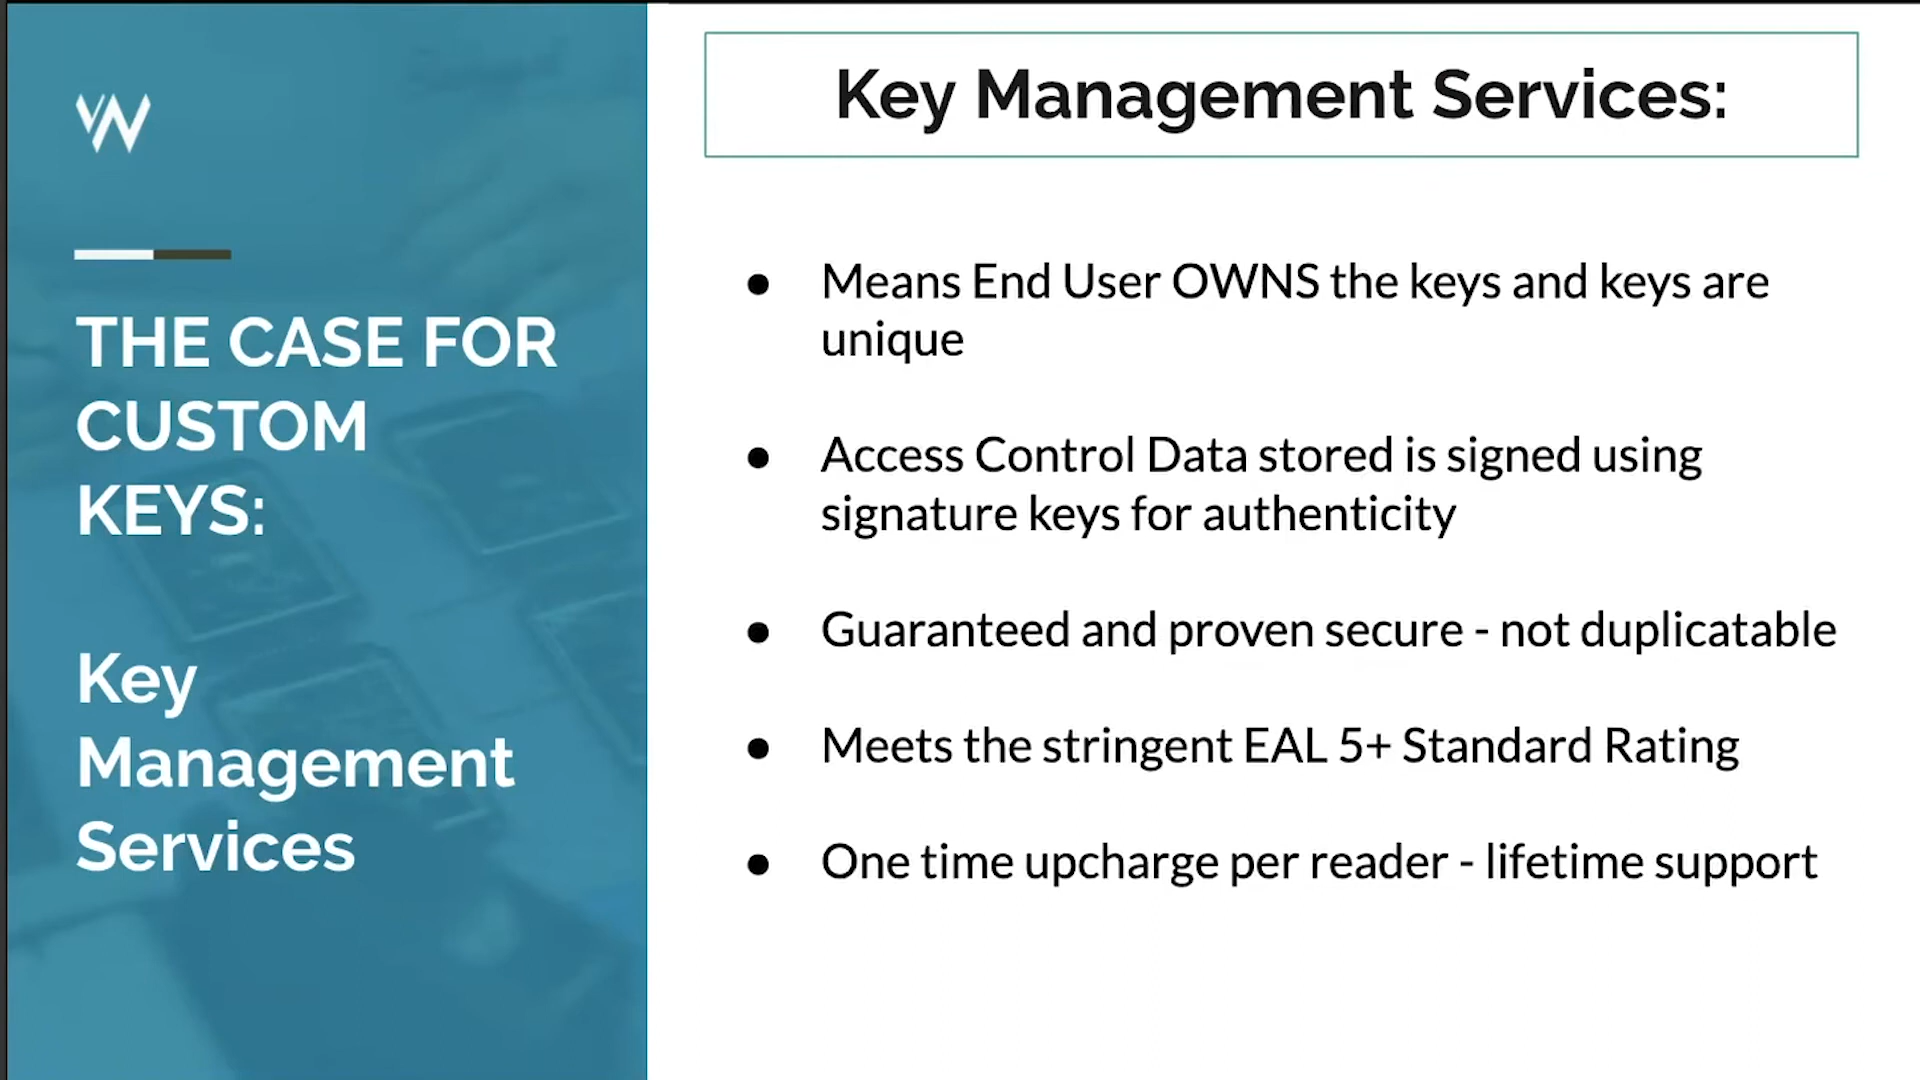 W
THE CASE FOR
CUSTOM
KEYS:
Key
Management
Services
Key Management Services:
● Means End User OWNS the keys and keys are
unique
● Access Control Data stored is signed using
signature keys for authenticity
● Guaranteed and proven secure - not duplicatable
● Meets the stringent EAL 5+ Standard Rating
● One time upcharge per reader - lifetime support